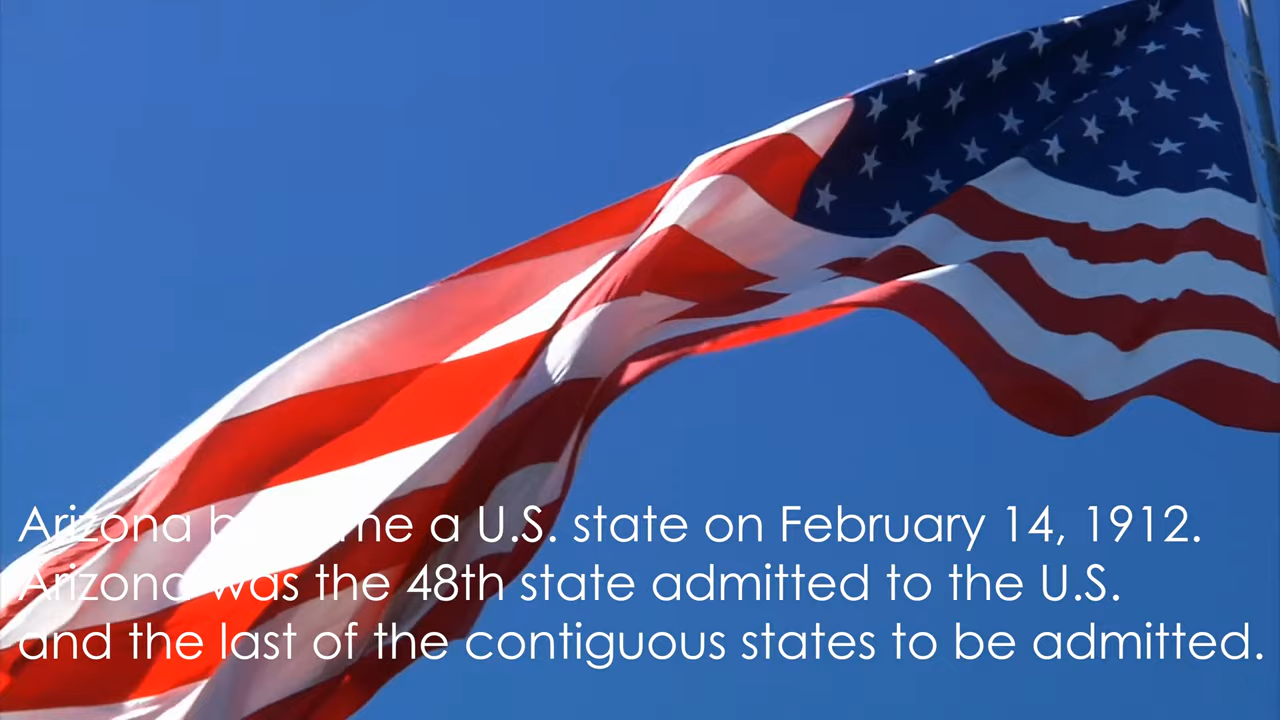 Arizona became a U.S. state on February 14, 1912.
Arizona was the 48th state admitted to the U.S.
and the last of the contiguous states to be admitted.